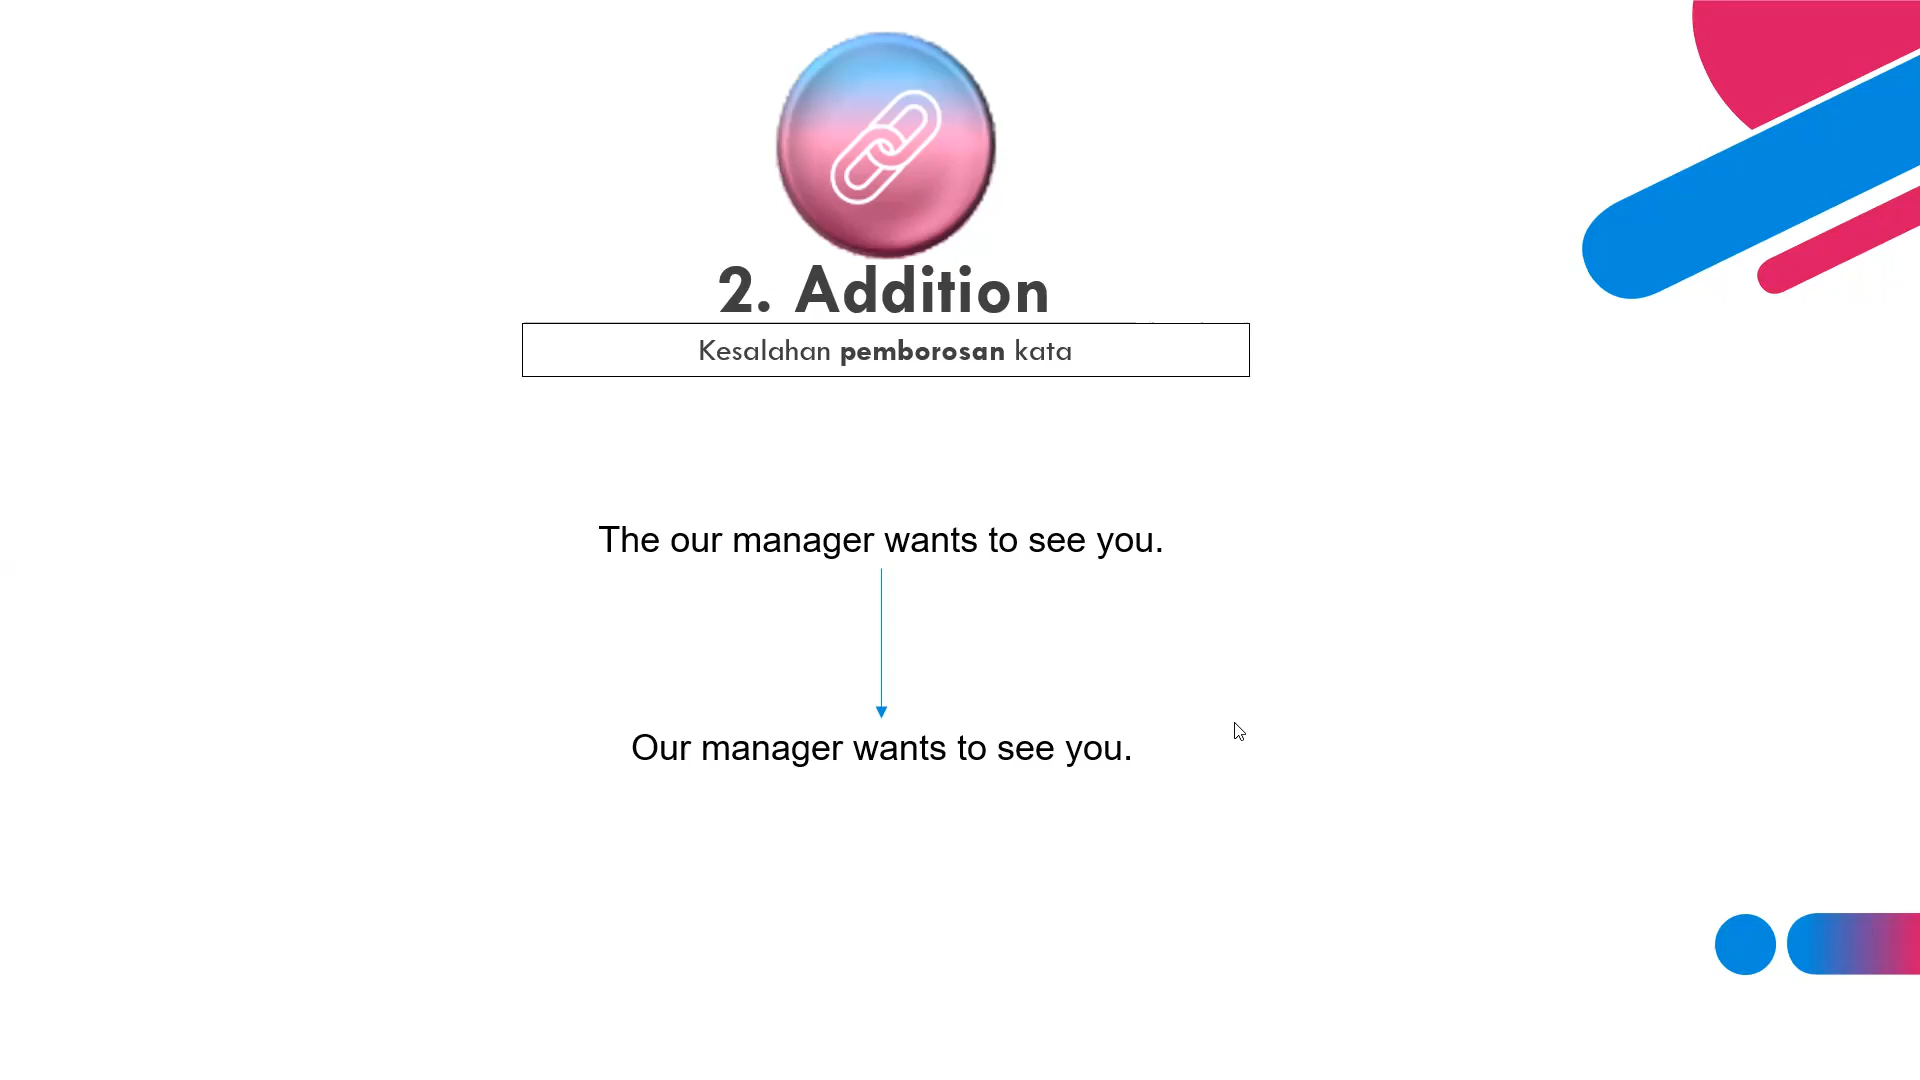 2. Addition
Kesalahan pemborosan kata
The our manager wants to see you.
Our manager wants to see you.